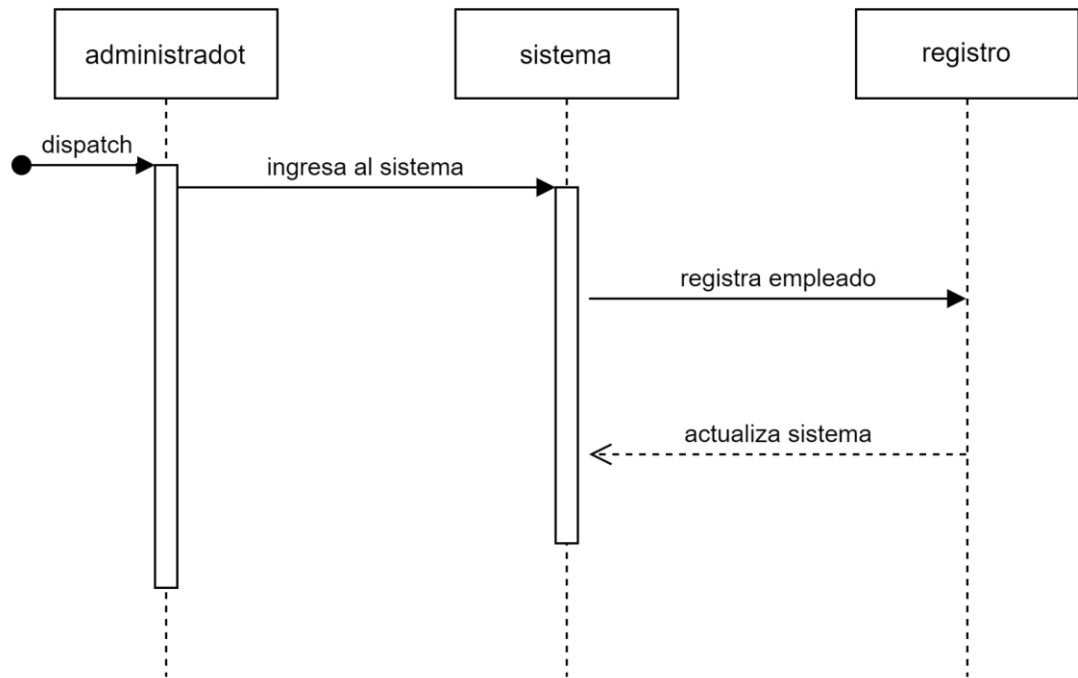 administradot
sistema
registro
dispatch
ingresa al sistema
registra empleado
actualiza sistema